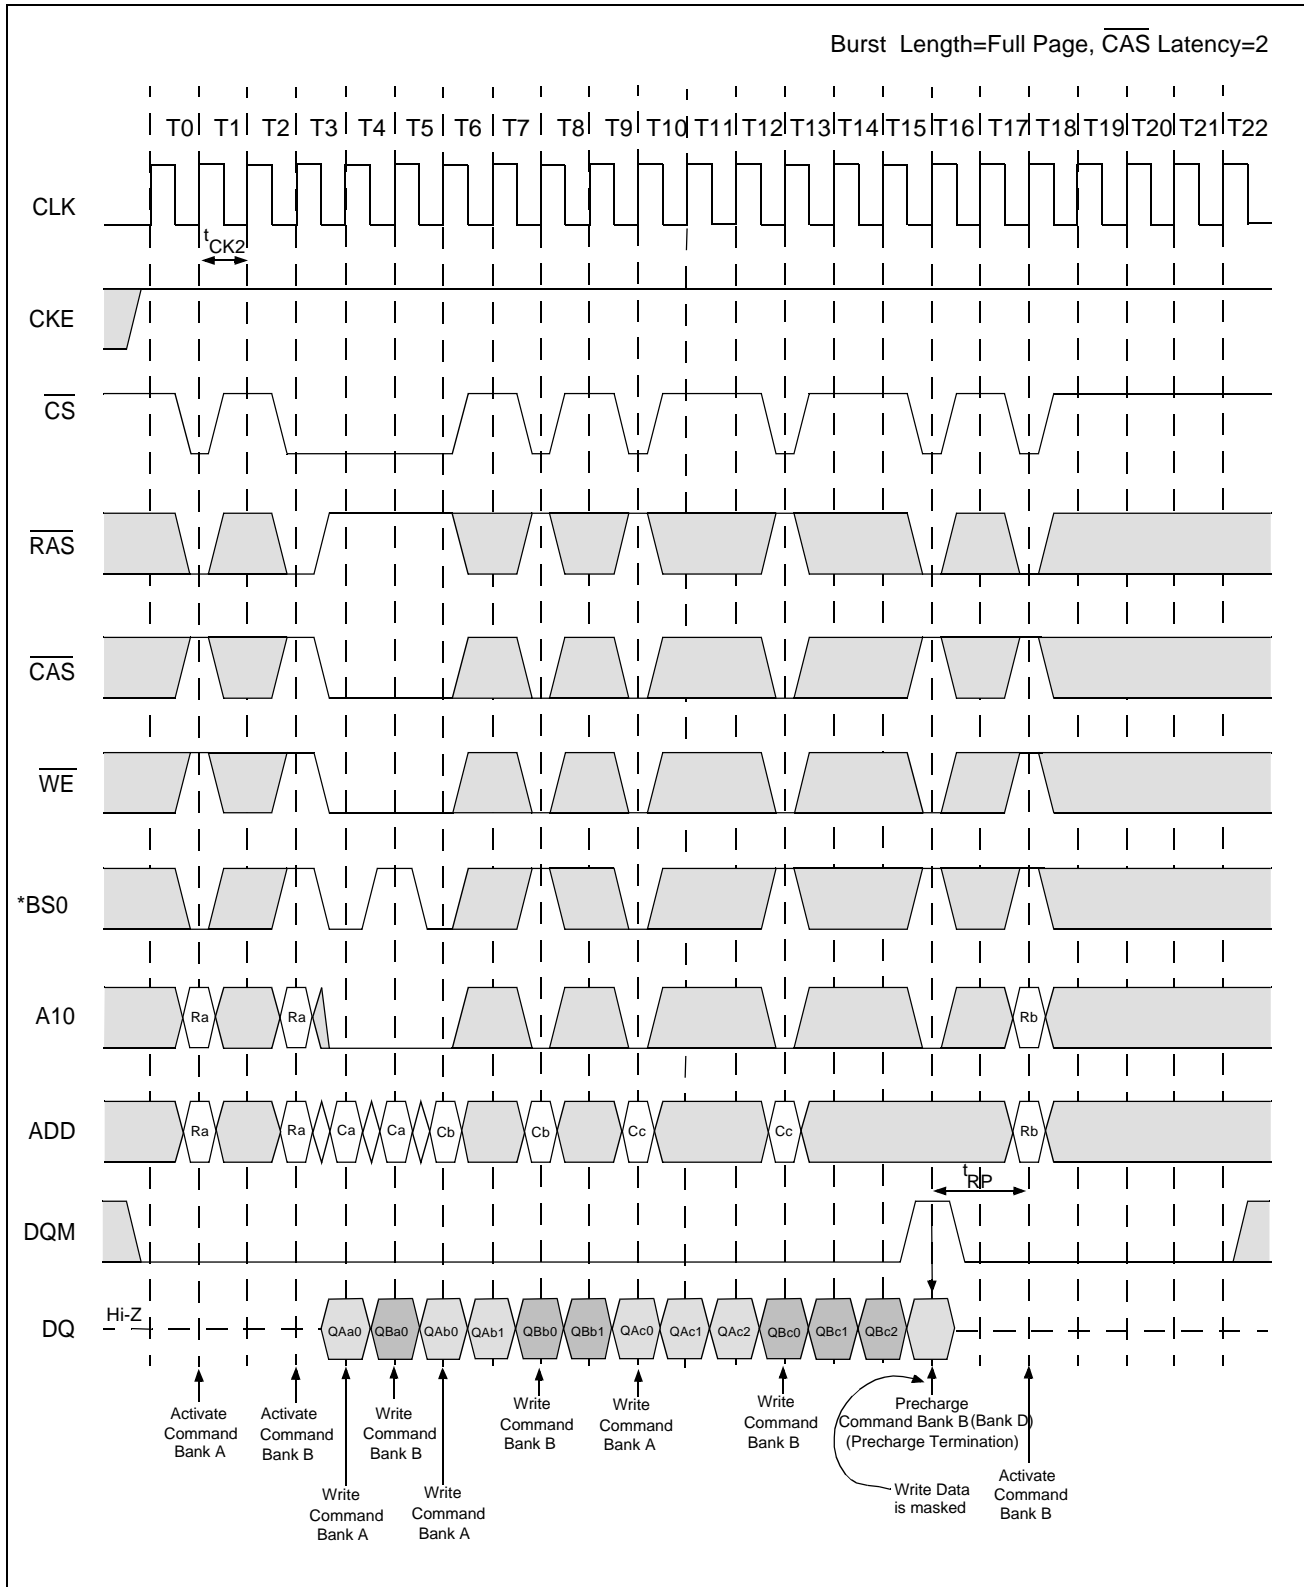 Burst Length=Full Page, CAS Latency=2
T0 T1 T2 T3 T4 T5 T6 T7 T8 T9 T10 T11 T12 T13 T14 T15 T16 T17 T18 T19 T20 T21 T22
CLK
tCK2
CKE
CS
RAS
CAS
WE
*BS0
A10
Ra Ra Rb
ADD
Ra Ra Ca Ca Cb Cb Cc Cc Rb
tRP
DQM
Hi-Z
DQ
QAa0 QBa0 QAb0 QAb1 QBb0 QBb1 QAc0 QAc1 QAc2 QBc0 QBc1 QBc2
Activate
Command
Bank A
Activate
Command
Bank B
Write
Command
Bank B
Write
Command
Bank B
Write
Command
Bank A
Write
Command
Bank B
Precharge
Command Bank B (Bank D)
(Precharge Termination)
Write
Command
Bank A
Write
Command
Bank A
Write Data
is masked
Activate
Command
Bank B